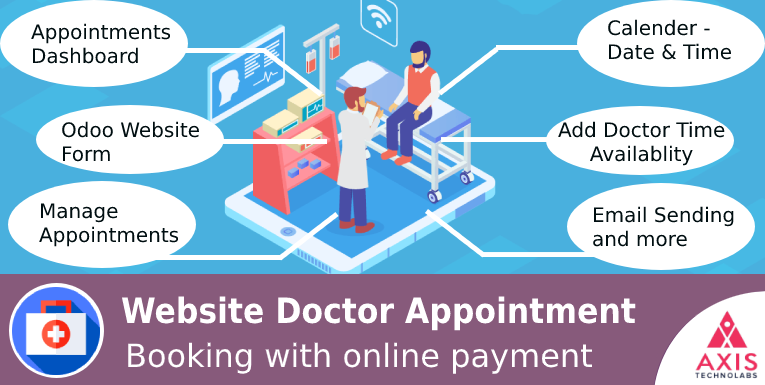 Appointments
Dashboard
Calender -
Date & Time
Odoo Website
Form
Add Doctor Time
Availablity
Manage
Appointments
Email Sending
and more
Website Doctor Appointment
Booking with online payment
AXIS
TECHNOLABS